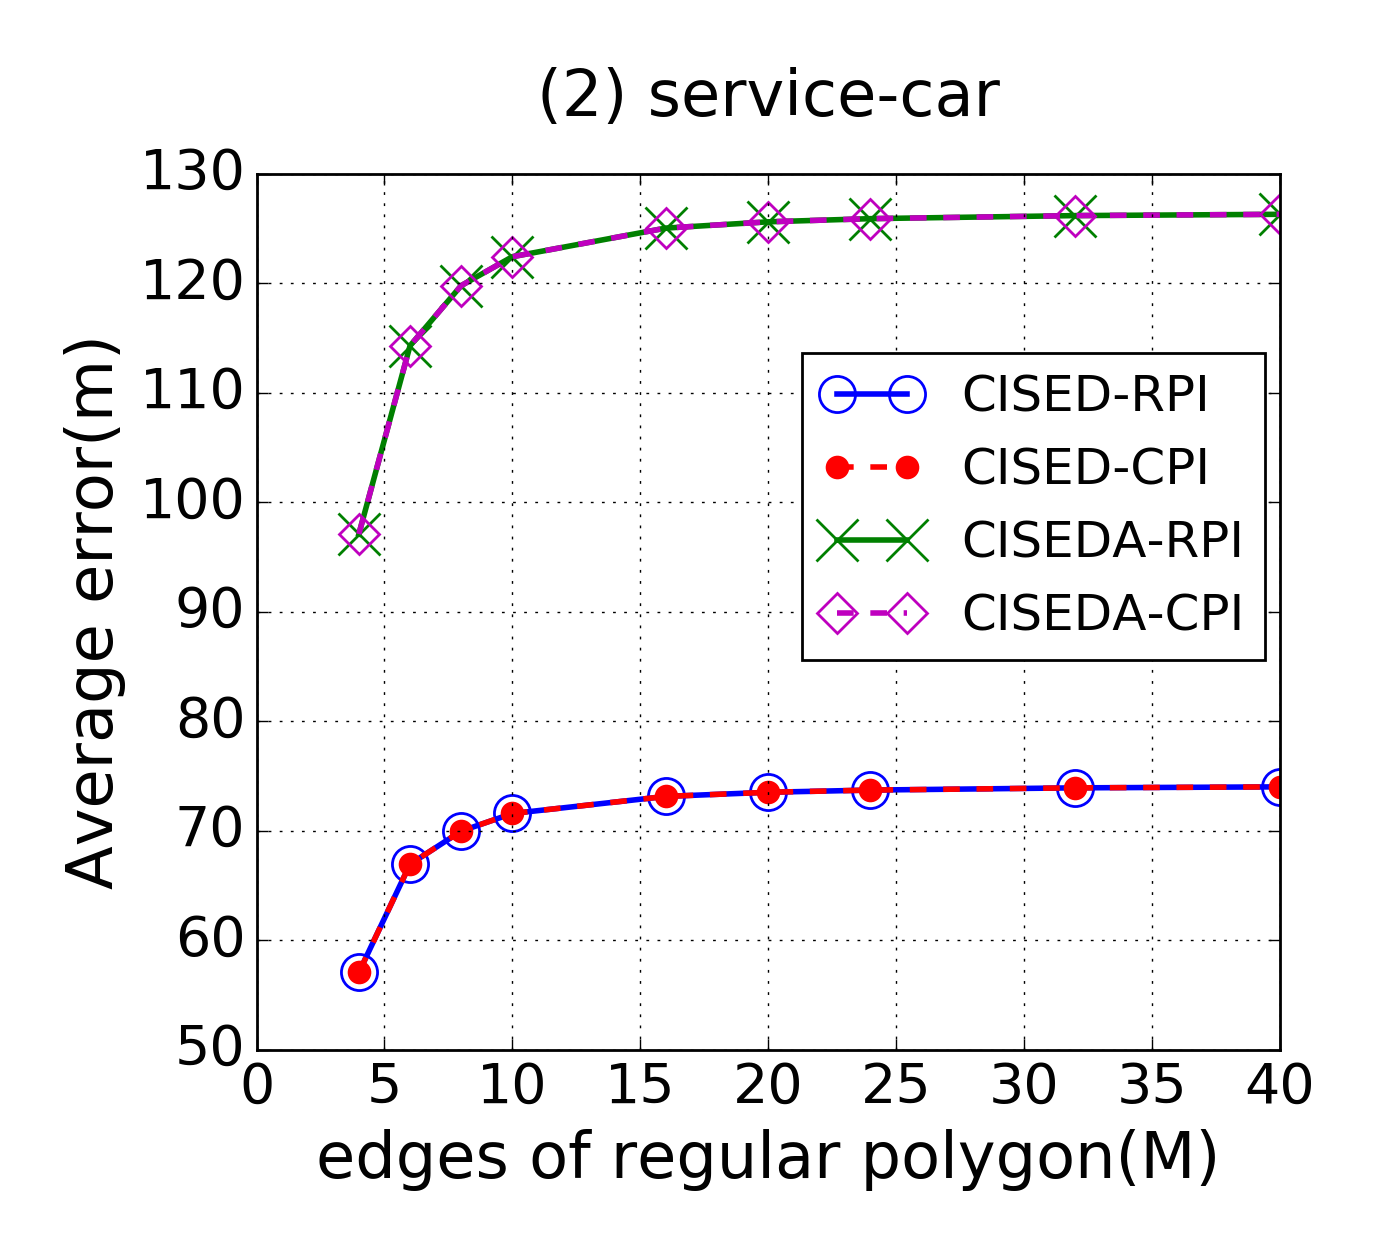 (2) service-car
130
120
110
100
90
80
70
60
50
Average error(m)
CISED-RPI
CISED-CPI
CISEDA-RPI
CISEDA-CPI
0 5 10 15 20 25 30 35 40
edges of regular polygon(M)